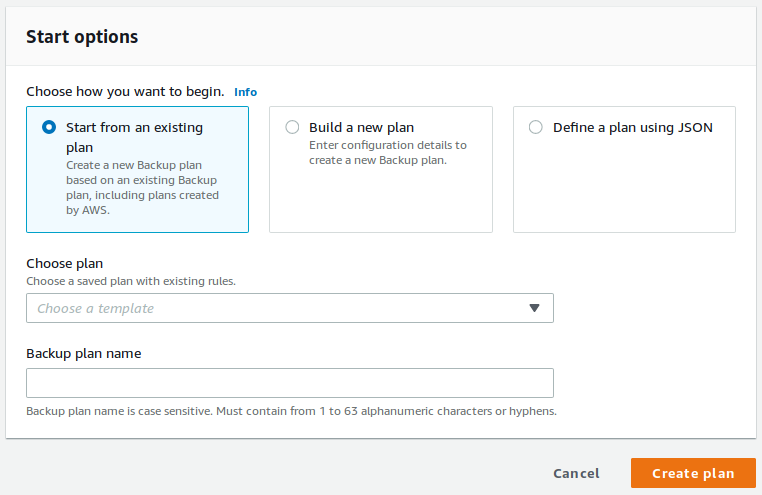 Start options
Choose how you want to begin. Info
Start from an existing
plan
Create a new Backup plan
based on an existing Backup
plan, including plans created
by AWS.
Build a new plan
Enter configuration details to
create a new Backup plan.
Define a plan using JSON
Choose plan
Choose a saved plan with existing rules.
Choose a template
Backup plan name
Backup plan name is case sensitive. Must contain from 1 to 63 alphanumeric characters or hyphens.
Cancel
Create plan